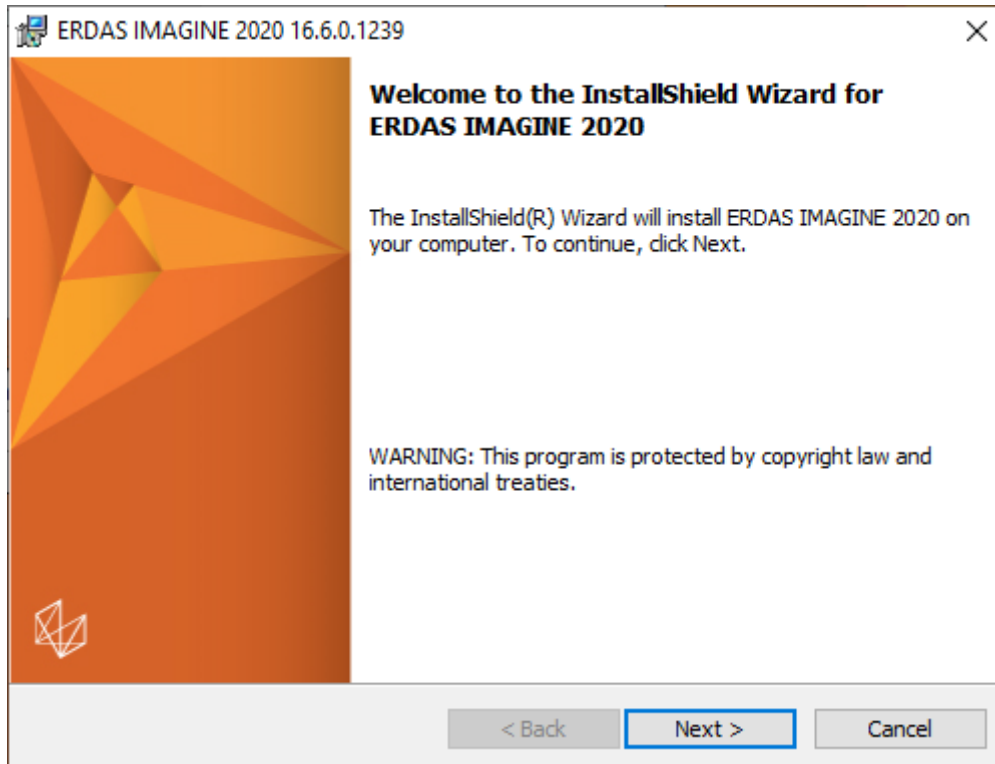 ERDAS IMAGINE 2020 16.6.0.1239
Welcome to the InstallShield Wizard for
ERDAS IMAGINE 2020
The InstallShield(R) Wizard will install ERDAS IMAGINE 2020 on
your computer. To continue, click Next.
WARNING: This program is protected by copyright law and
international treaties.
< Back
Next >
Cancel